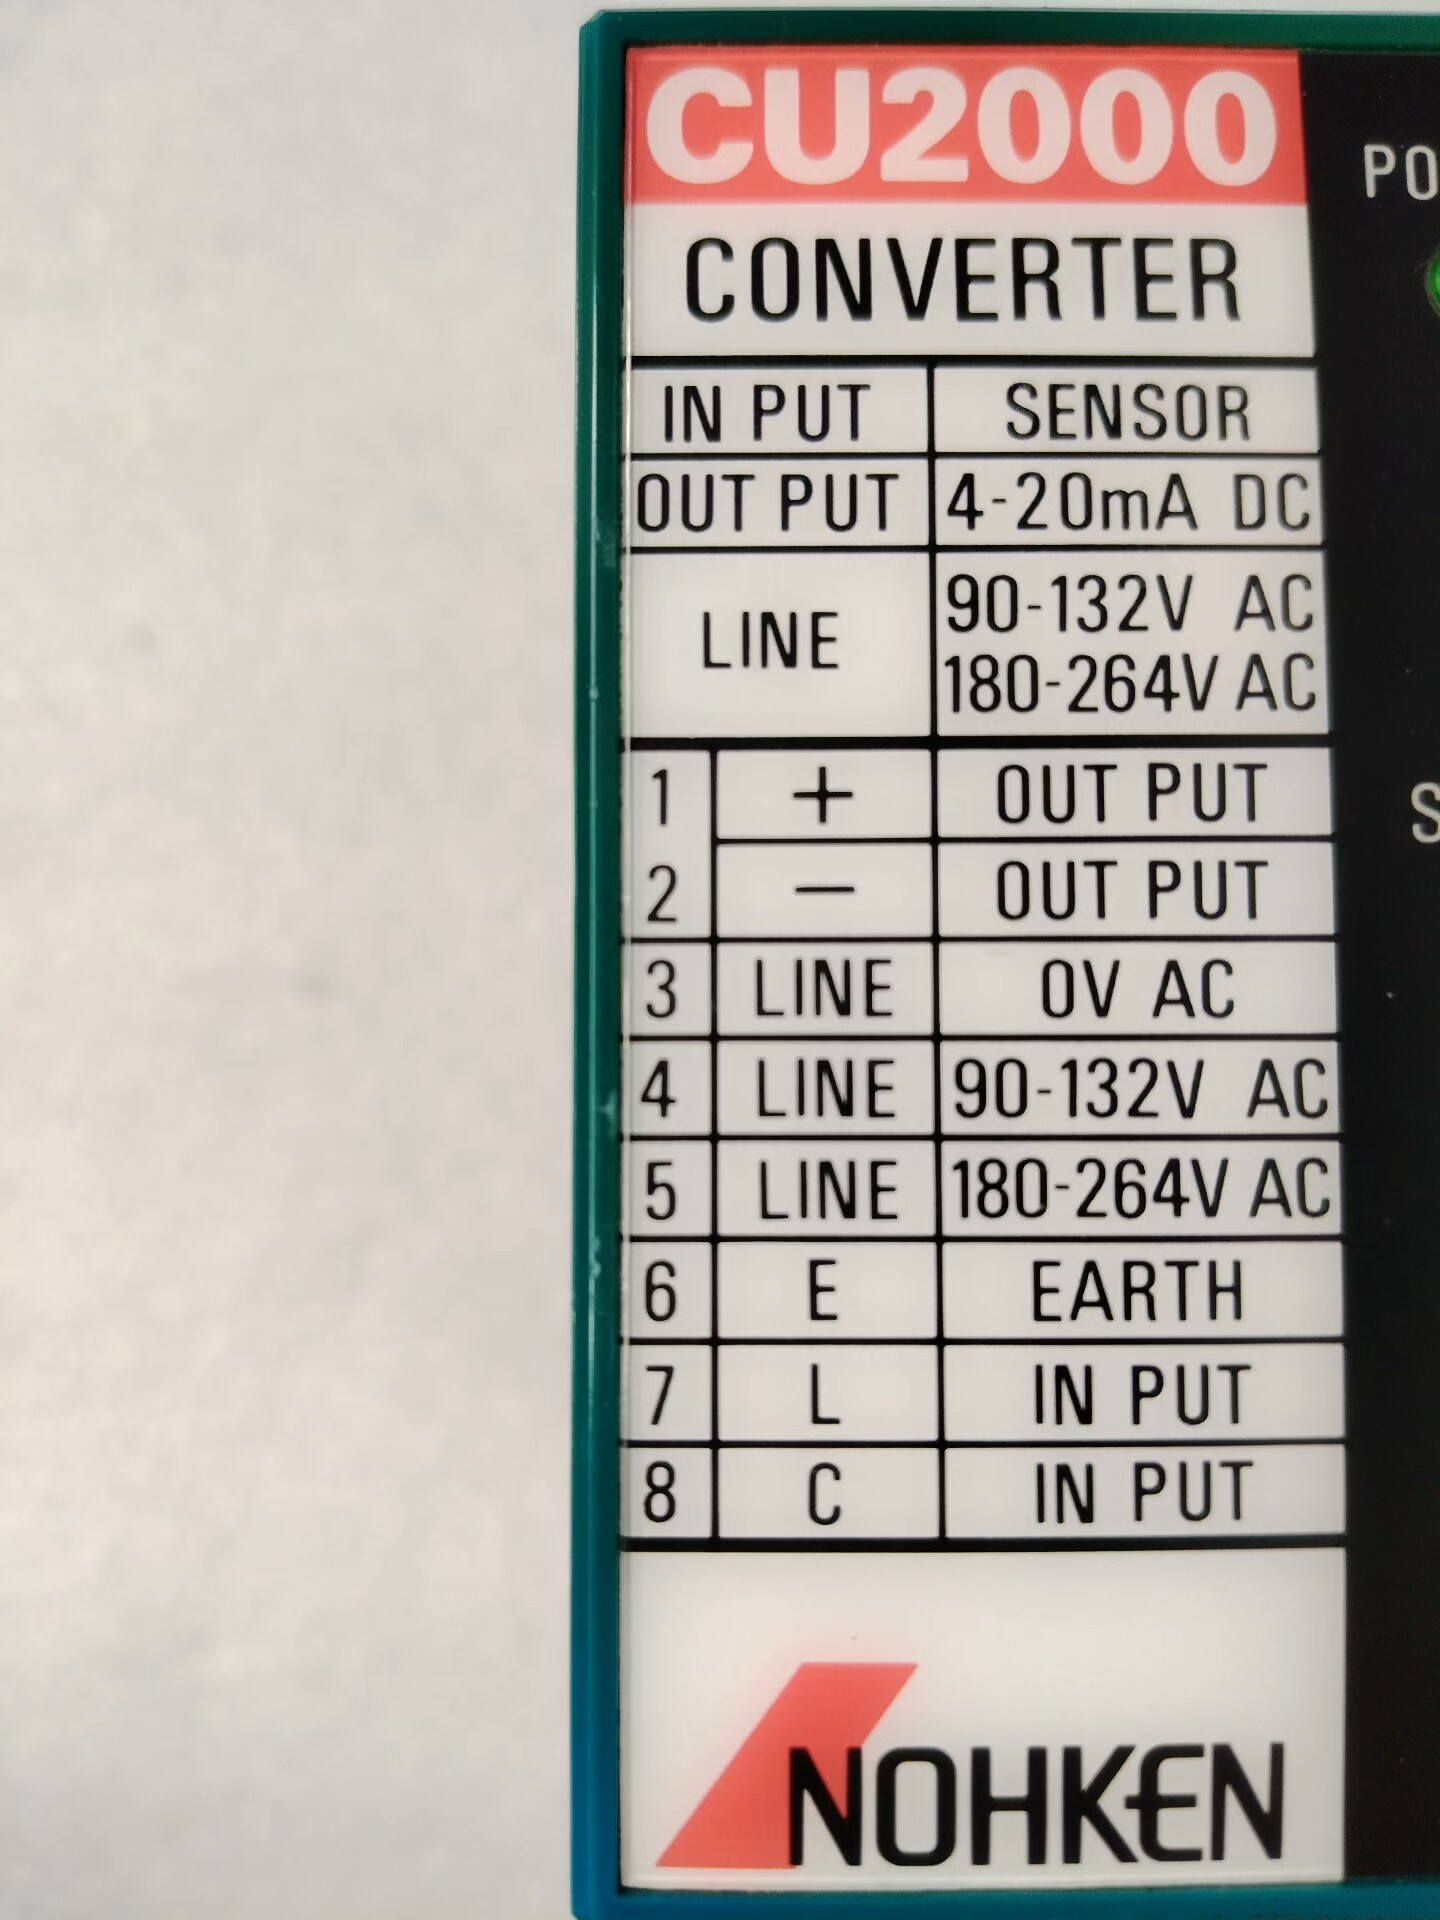 CU2000
PO
CONVERTER
IN PUT SENSOR
OUT PUT 4-20mA DC
LINE 90-132V AC
180-264V AC
1 + OUT PUT
S
2 — OUT PUT
3 LINE 0V AC
4 LINE 90-132V AC
5 LINE 180-264V AC
6 E EARTH
7 L IN PUT
8 C IN PUT
NOHKEN